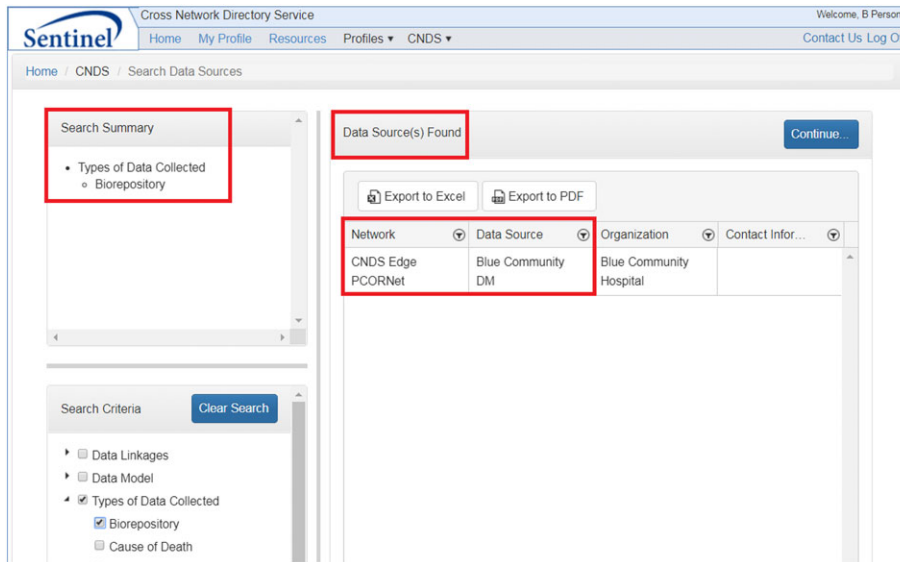 Cross Network Directory Service
Welcome, B Person
Sentinel
Home My Profile Resources Profiles CNDS
Contact Us Log O
Home / CNDS / Search Data Sources
Search Summary
Types of Data Collected
Biorepository
Data Source(s) Found
Continue...
Export to Excel Export to PDF
Network Data Source Organization Contact Infor...
CNDS Edge Blue Community Blue Community
PCORNet DM Hospital
Search Criteria
Clear Search
Data Linkages
Data Model
Types of Data Collected
Biorepository
Cause of Death